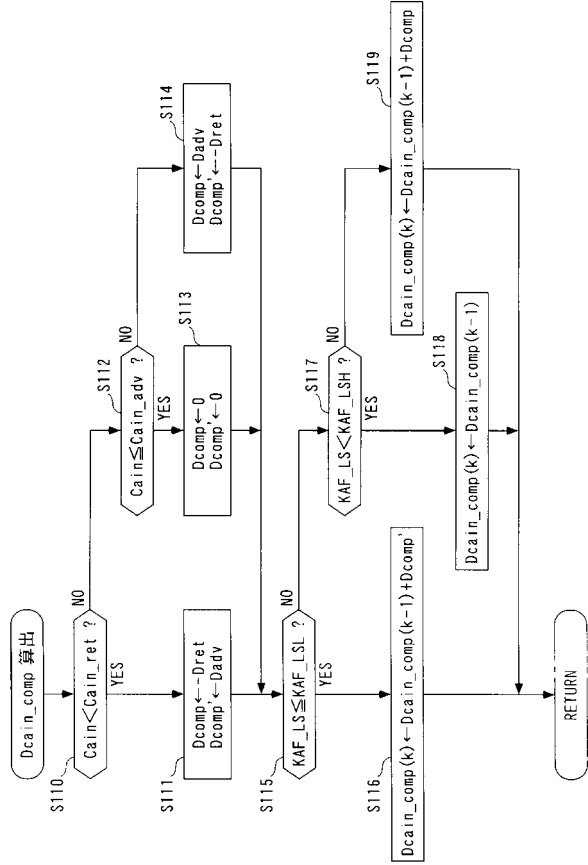 Dcain_comp 算出
S110
Cain<Cain_ret ?
NO
YES
S112
Cain≦Cain_adv ?
NO
YES
S111
Dcomp←-Dret
Dcomp'←Dadv
S113
Dcomp←0
Dcomp'←0
S114
Dcomp←Dadv
Dcomp'←-Dret
S115
KAF_LS≦KAF_LSL ?
NO
YES
S117
KAF_LS<KAF_LSH ?
NO
YES
S116
Dcain_comp(k)←Dcain_comp(k-1)+Dcomp'
S118
Dcain_comp(k)←Dcain_comp(k-1)
S119
Dcain_comp(k)←Dcain_comp(k-1)+Dcomp
RETURN